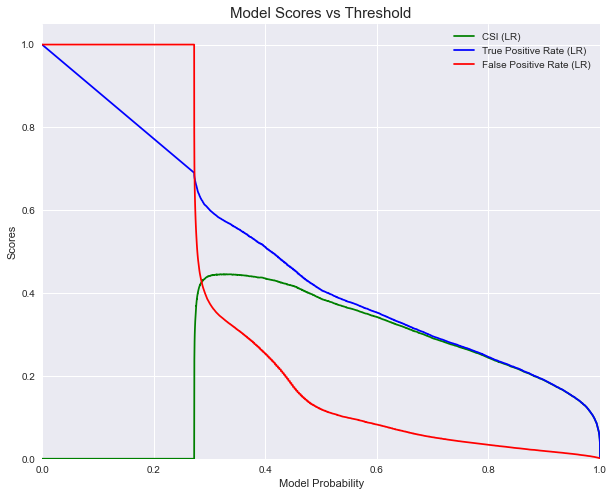 Model Scores vs Threshold
CSI (LR)
True Positive Rate (LR)
False Positive Rate (LR)
1.0
0.8
0.6
0.4
0.2
0.0
Scores
0.0 0.2 0.4 0.6 0.8 1.0
Model Probability